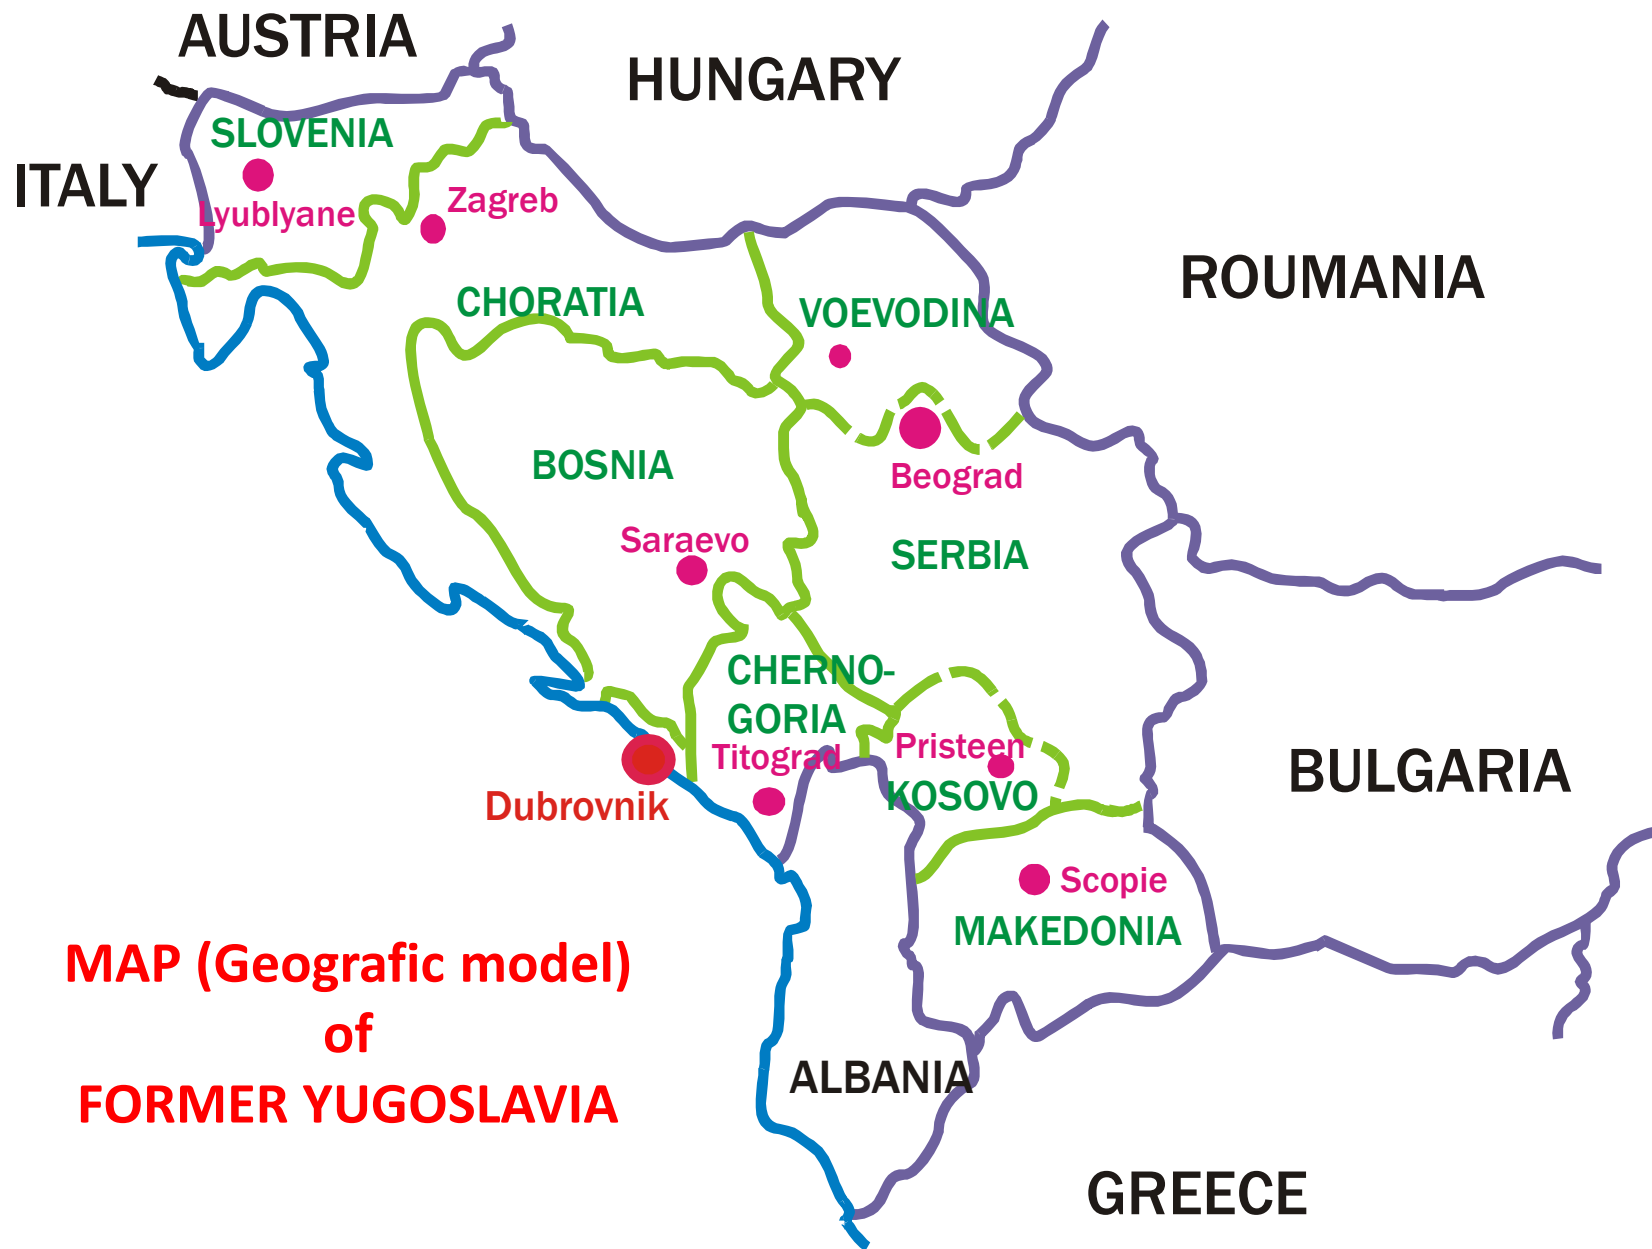 AUSTRIA
HUNGARY
SLOVENIA
ITALY
Lyublyane
Zagreb
ROUMANIA
CHORATIA
VOEVODINA
BOSNIA
Beograd
Saraevo
SERBIA
CHERNO-
GORIA
Titograd
Pristeen
KOSOVO
BULGARIA
Dubrovnik
Scopie
MAKEDONIA
MAP (Geografic model)
of
FORMER YUGOSLAVIA
ALBANIA
GREECE